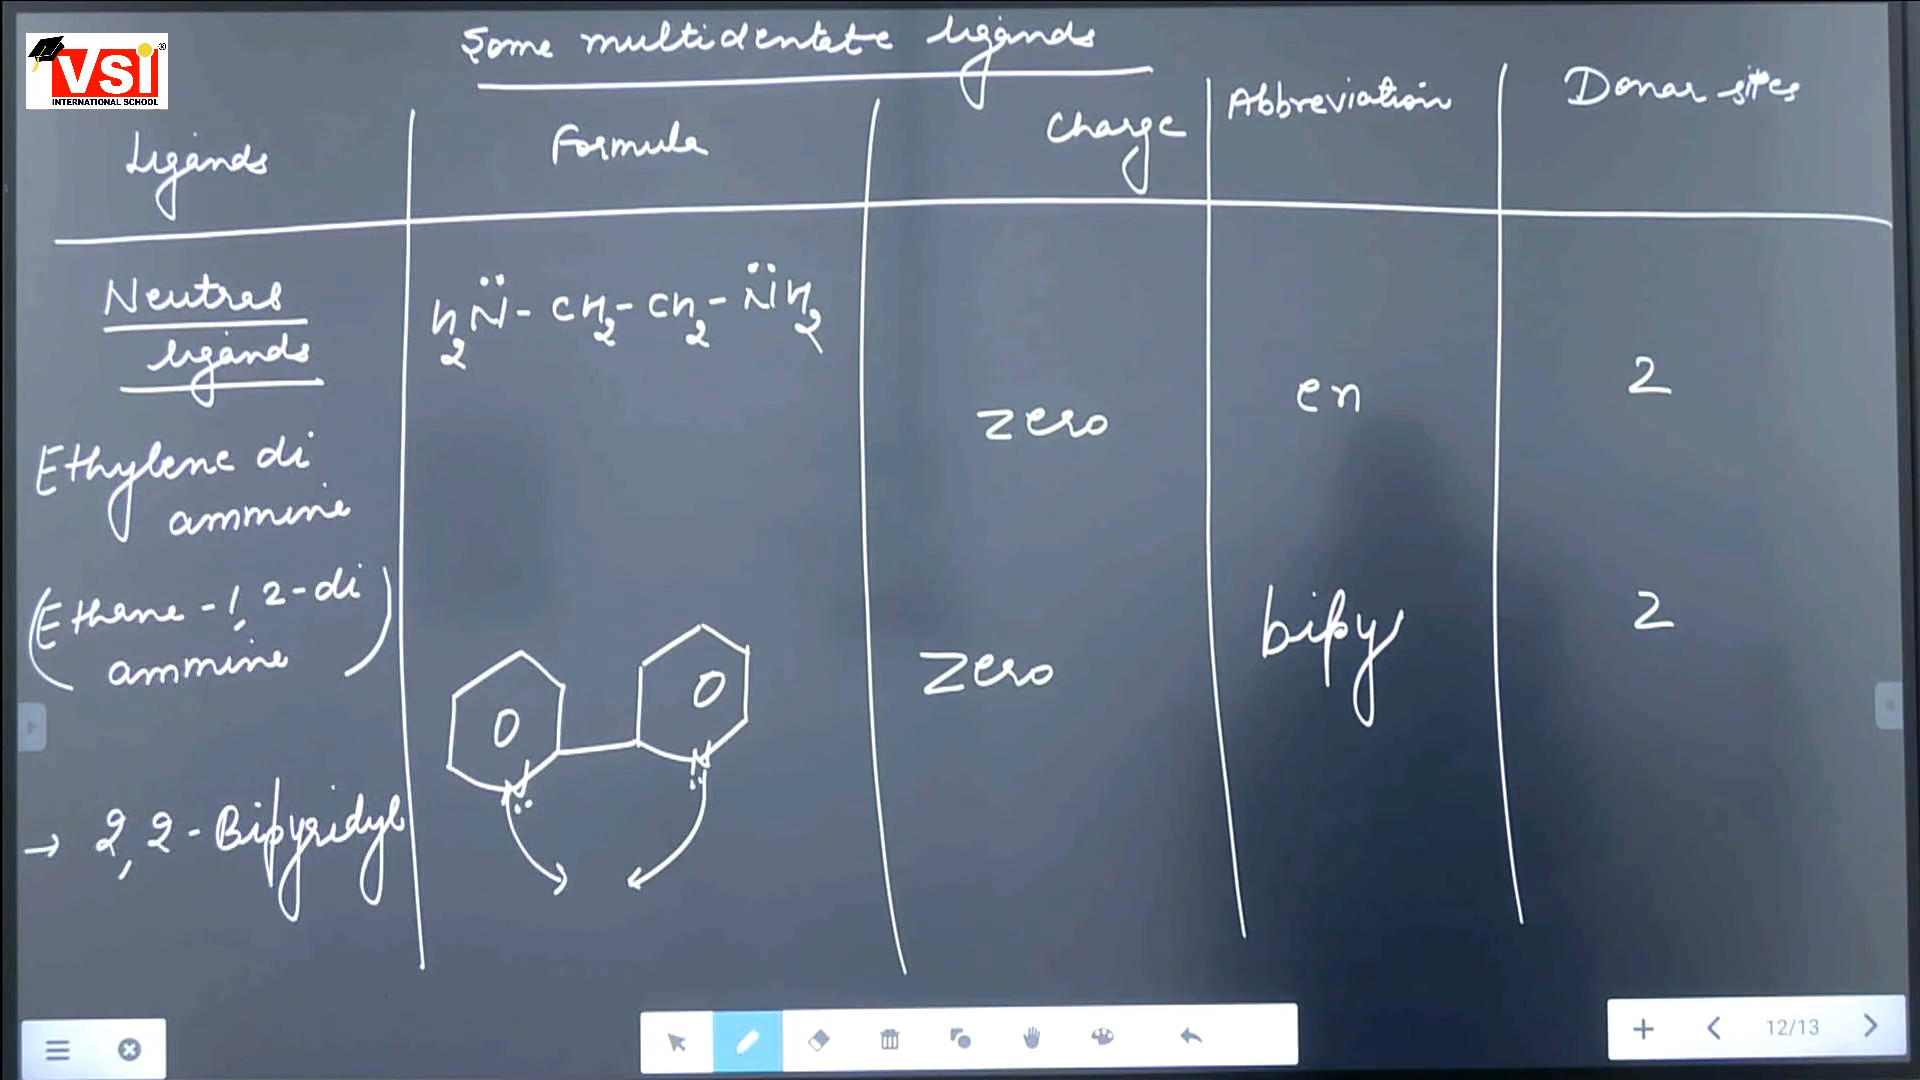 VSI
INTERNATIONAL SCHOOL
Some multidentate ligands
Ligands
Formula
Charge
Abbreviation
Donar sites
Neutral
ligands
H₂N̈ - CH₂ - CH₂ - N̈H₂
zero
en
2
Ethylene di
ammine
(Ethane -1, 2-di
ammine)
→ 2, 2 - Bipyridyl
N
N
Zero
bipy
2
12/13